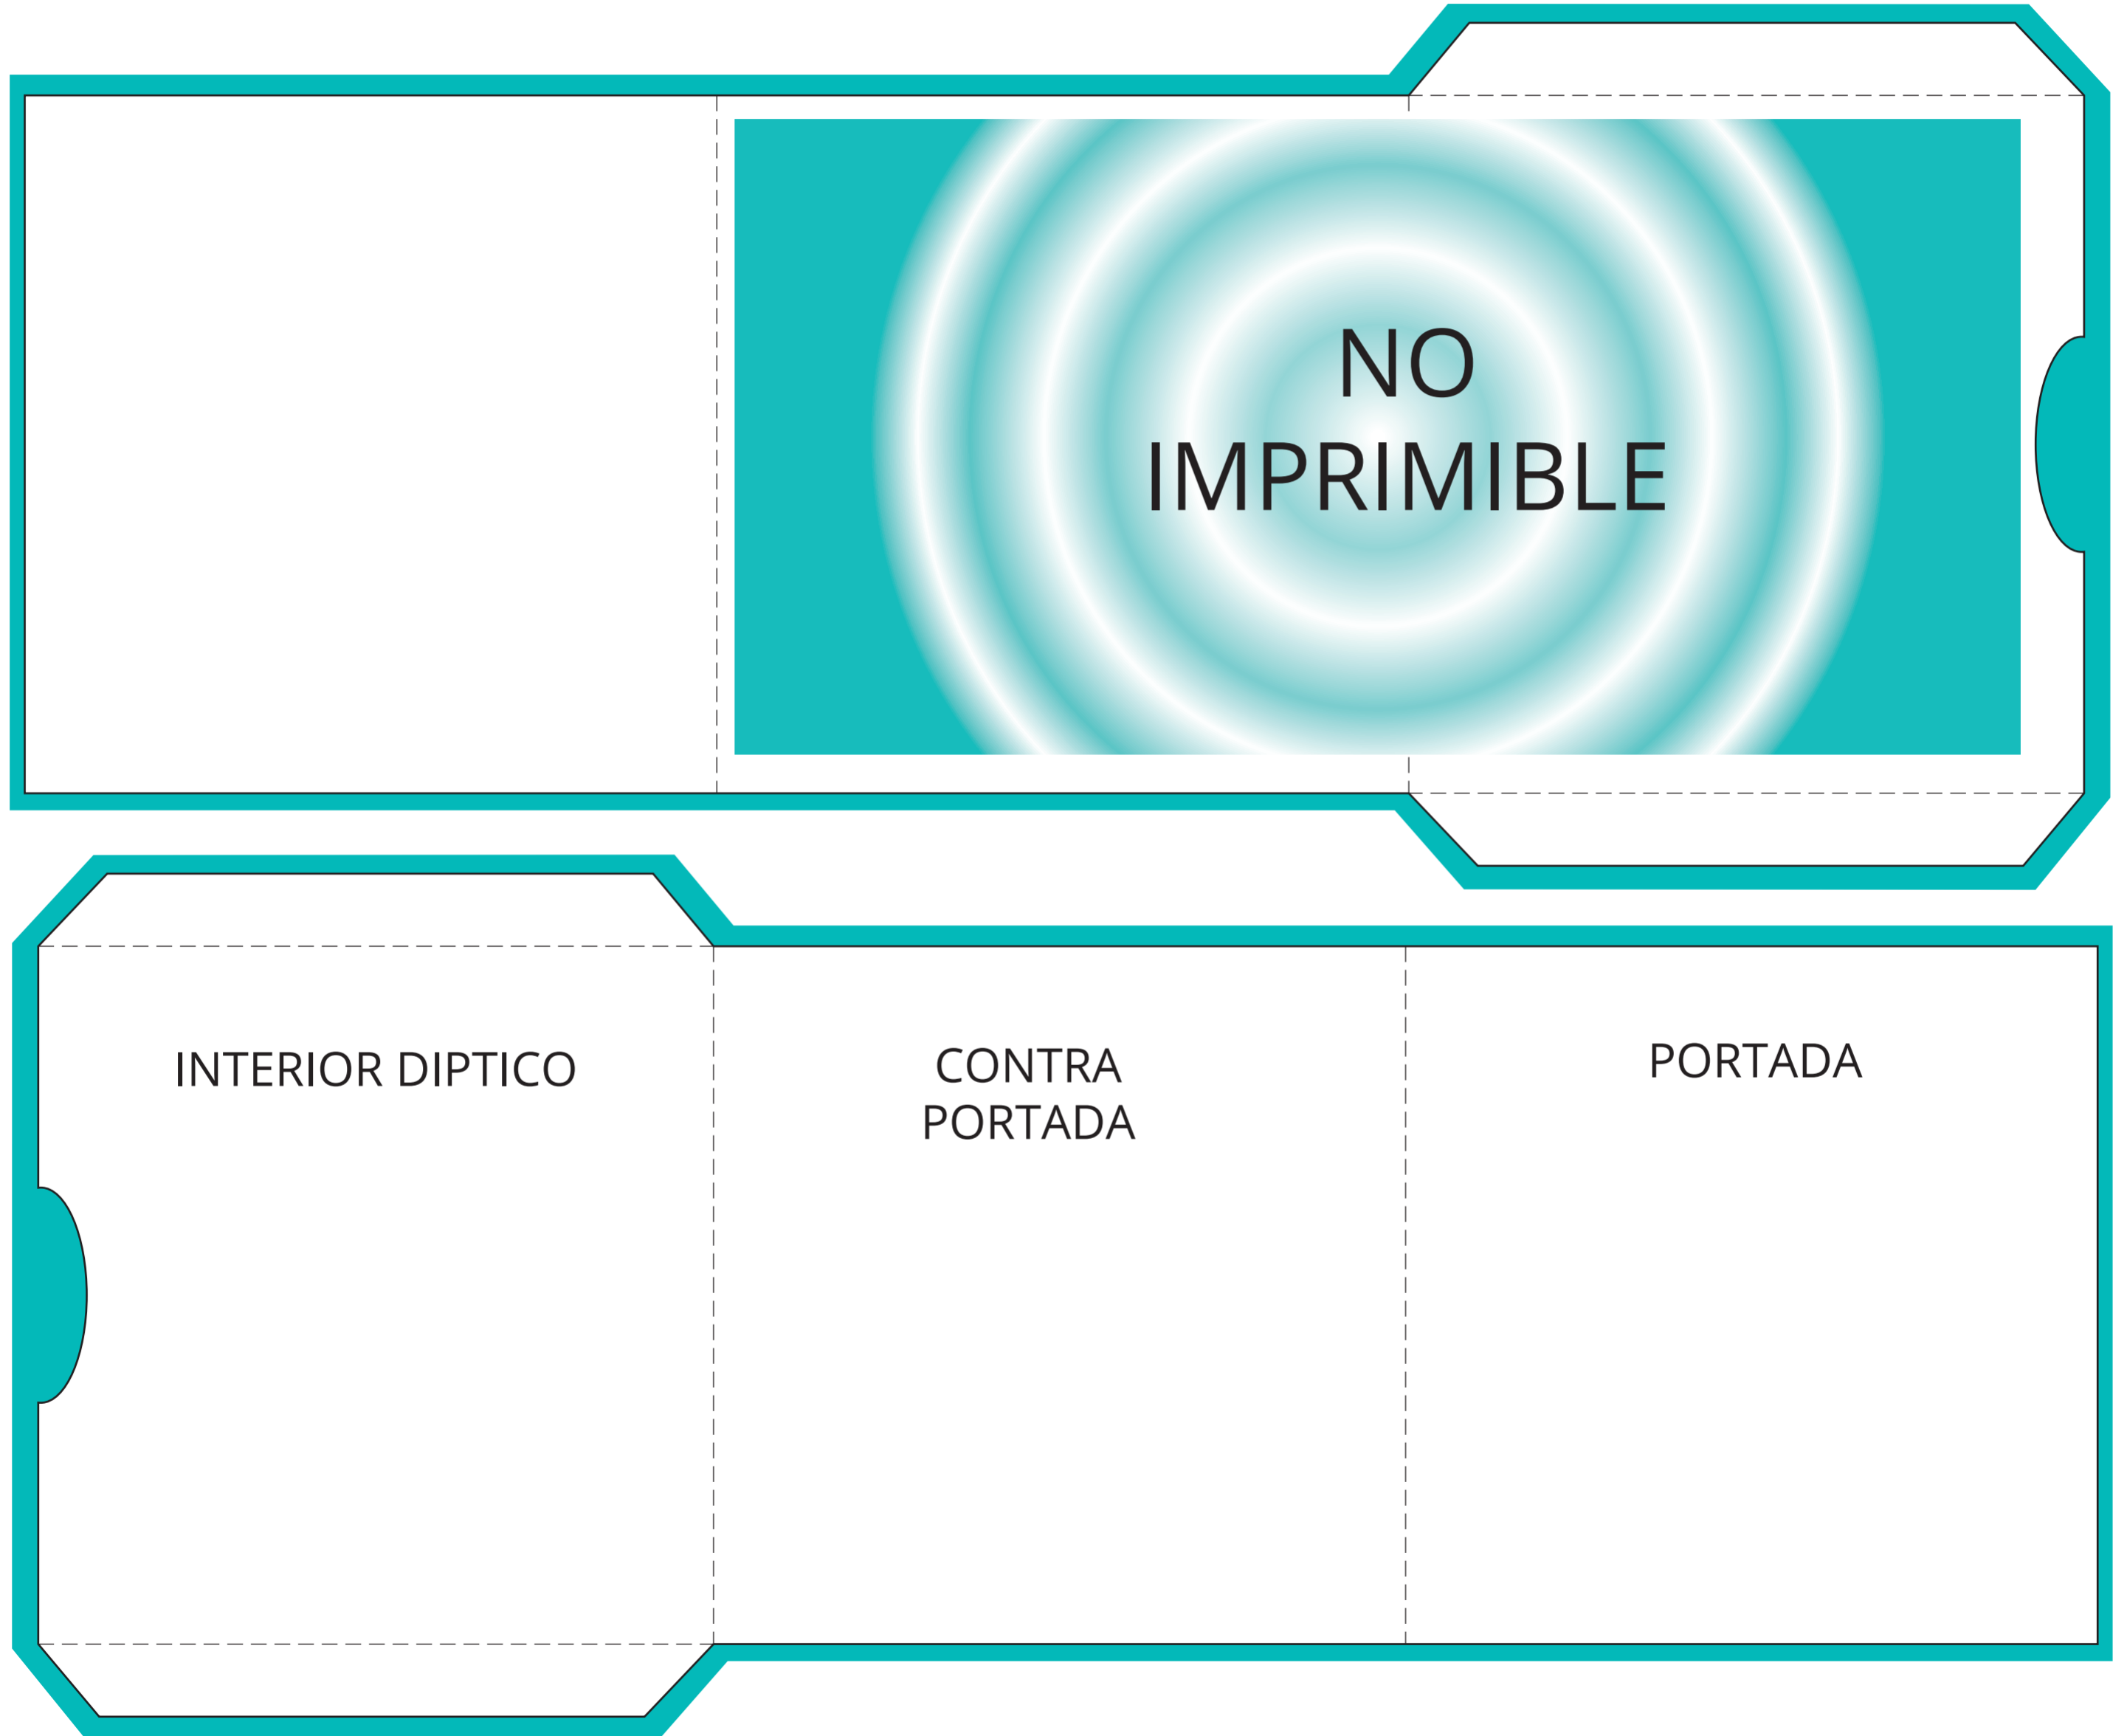 NO
IMPRIMIBLE
INTERIOR DIPTICO
CONTRA
PORTADA
PORTADA